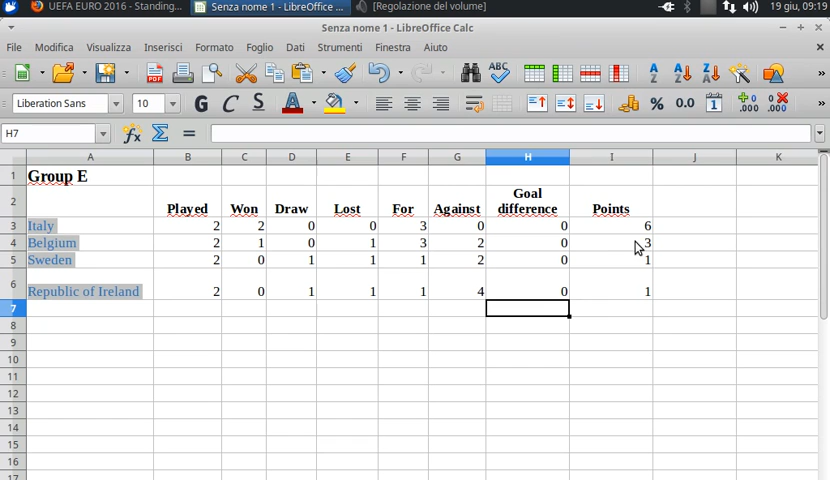 UEFA EURO 2016 - Standing... Senza nome 1 - LibreOffice ... [Regolazione del volume] 19 giu, 09:19
Senza nome 1 - LibreOffice Calc
File Modifica Visualizza Inserisci Formato Foglio Dati Strumenti Finestra Aiuto
Liberation Sans 10 G C S % 0.0
H7
A B C D E F G H I J K
1 Group E
2 Played Won Draw Lost For Against Goal difference Points
3 Italy 2 2 0 0 3 0 0 6
4 Belgium 2 1 0 1 3 2 0 3
5 Sweden 2 0 1 1 1 2 0 1
6 Republic of Ireland 2 0 1 1 1 4 0 1
7
8
9
10
11
12
13
14
15
16
17